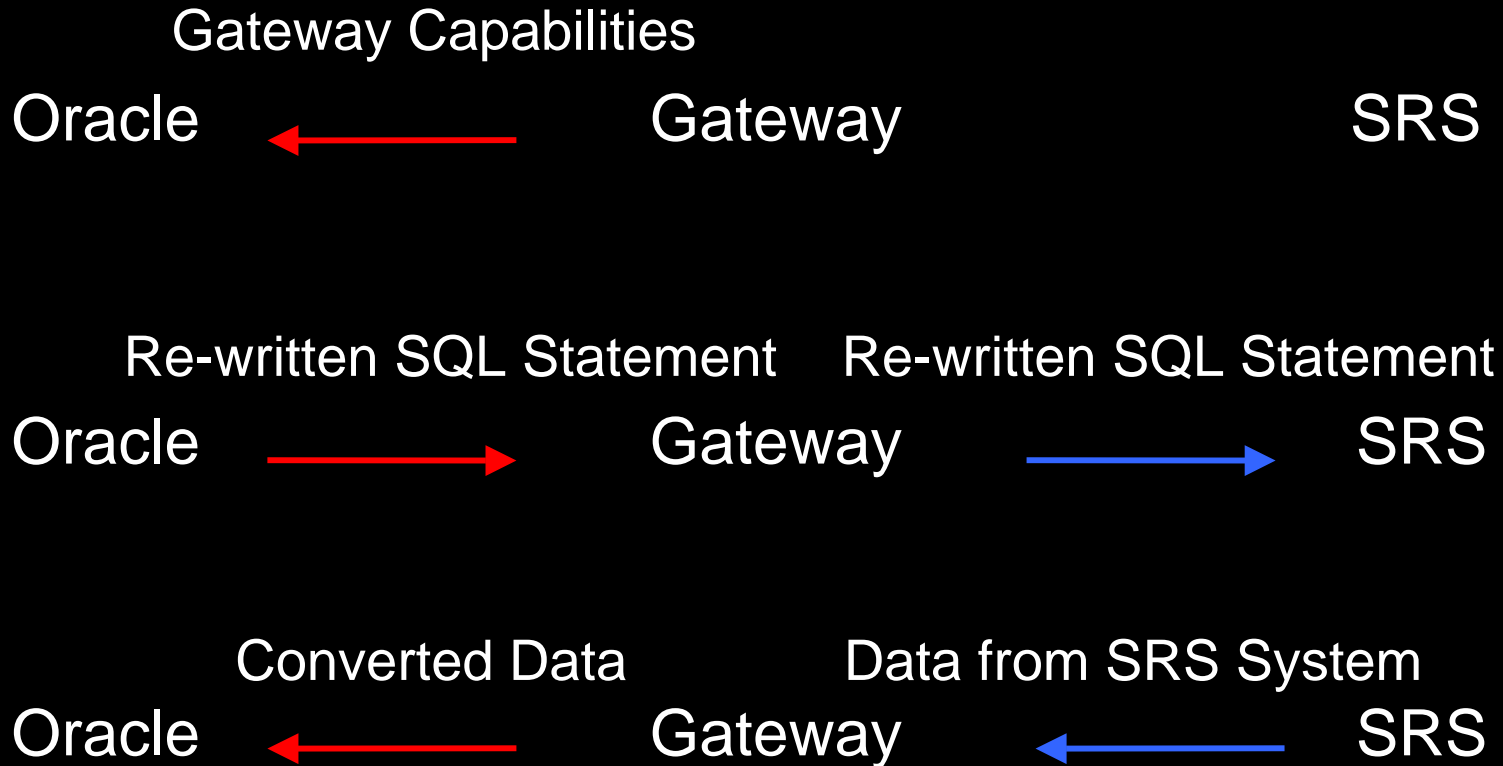 Gateway Capabilities
Oracle Gateway SRS
Re-written SQL Statement Re-written SQL Statement
Oracle Gateway SRS
Converted Data Data from SRS System
Oracle Gateway SRS